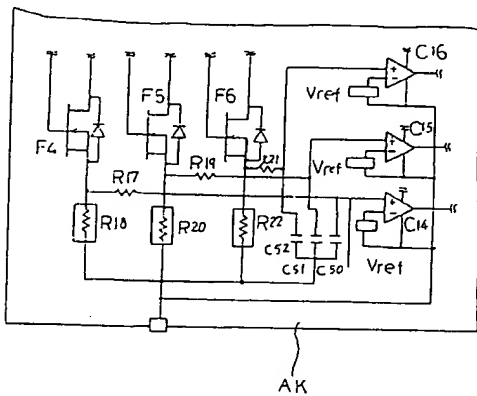 C16
F5
F6
Vref
F4
C15
R19
R21
Vref
R17
R18
R20
R22
C14
C52
C51
C50
Vref
AK